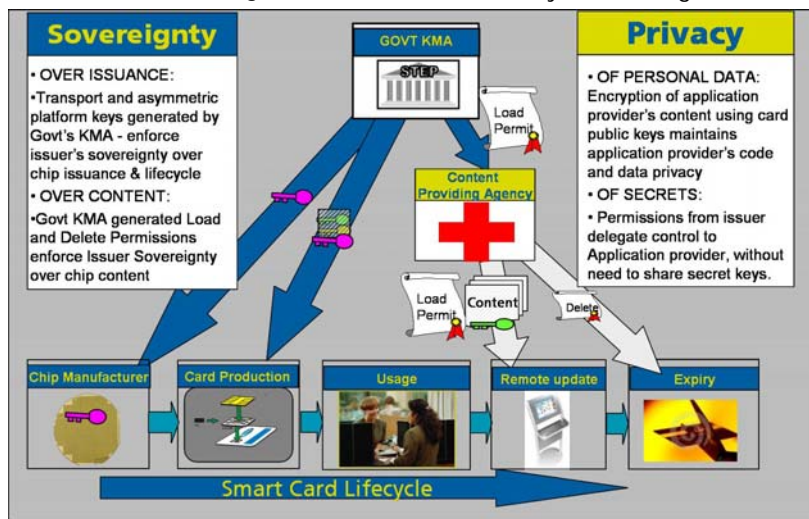 Sovereignty
• OVER ISSUANCE:
•Transport and asymmetric
platform keys generated by
Govt's KMA - enforce
issuer's sovereignty over
chip issuance & lifecycle
• OVER CONTENT:
•Govt KMA generated Load
and Delete Permissions
enforce Issuer Sovereignty
over chip content
GOVT KMA
STEP
Load
Permit
Privacy
• OF PERSONAL DATA:
Encryption of application
provider's content using card
public keys maintains
application provider's code
and data privacy
• OF SECRETS:
• Permissions from issuer
delegate control to
Application provider, without
need to share secret keys.
Content
Providing Agency
Load
Permit
Content
Delete
Chip Manufacturer
Card Production
Usage
Remote update
Expiry
Smart Card Lifecycle